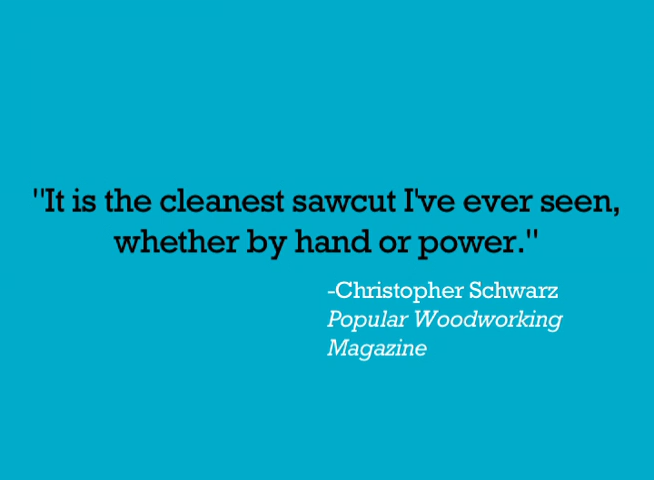 "It is the cleanest sawcut I've ever seen,
whether by hand or power."
-Christopher Schwarz
Popular Woodworking
Magazine